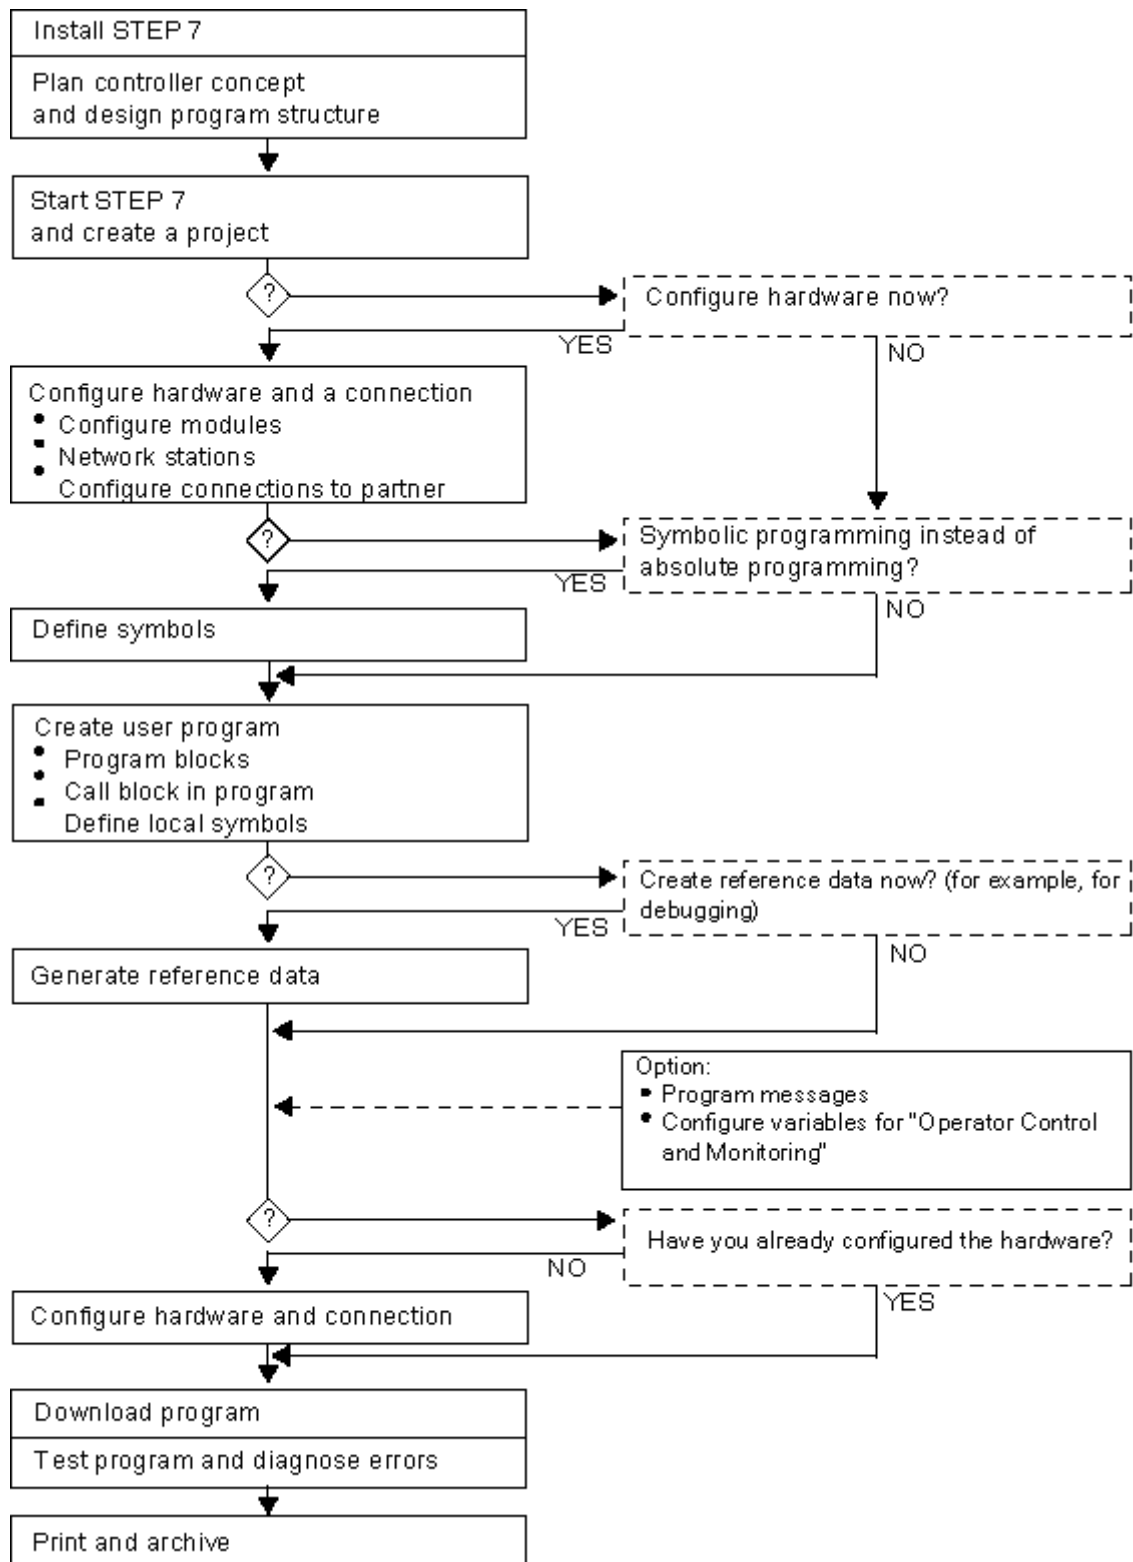 Install STEP 7
Plan controller concept
and design program structure
Start STEP 7
and create a project
?
Configure hardware now?
YES
NO
Configure hardware and a connection
• Configure modules
• Network stations
• Configure connections to partner
?
Symbolic programming instead of
absolute programming?
YES
NO
Define symbols
Create user program
• Program blocks
• Call block in program
• Define local symbols
?
Create reference data now? (for example, for
debugging)
YES
NO
Generate reference data
Option:
• Program messages
• Configure variables for "Operator Control
and Monitoring"
?
Have you already configured the hardware?
NO
YES
Configure hardware and connection
Download program
Test program and diagnose errors
Print and archive